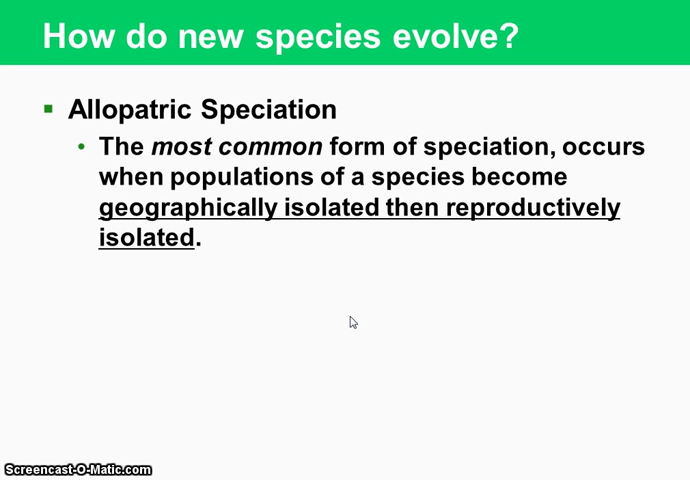 How do new species evolve?
Allopatric Speciation
The most common form of speciation, occurs
when populations of a species become
geographically isolated then reproductively
isolated.
Screencast-O-Matic.com